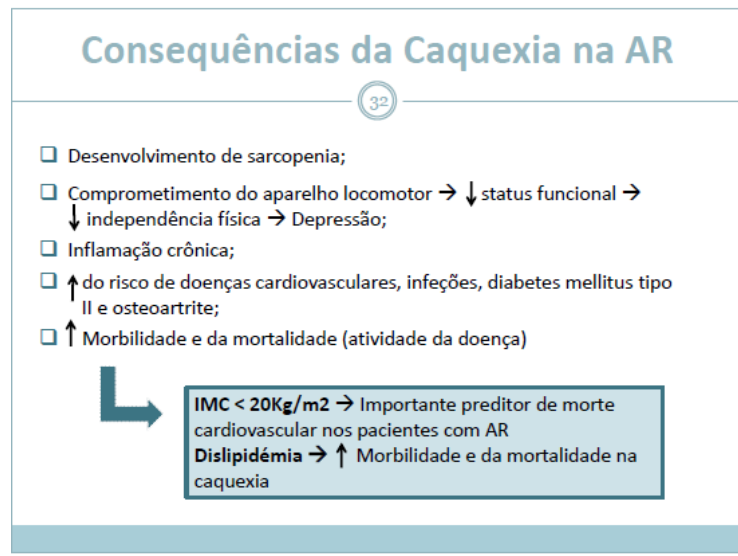 Consequências da Caquexia na AR
32
❑ Desenvolvimento de sarcopenia;
❑ Comprometimento do aparelho locomotor → ↓ status funcional →
↓ independência física → Depressão;
❑ Inflamação crônica;
❑ ↑ do risco de doenças cardiovasculares, infeções, diabetes mellitus tipo
II e osteoartrite;
❑ ↑ Morbilidade e da mortalidade (atividade da doença)
IMC < 20Kg/m2 → Importante preditor de morte
cardiovascular nos pacientes com AR
Dislipidémia → ↑ Morbilidade e da mortalidade na
caquexia